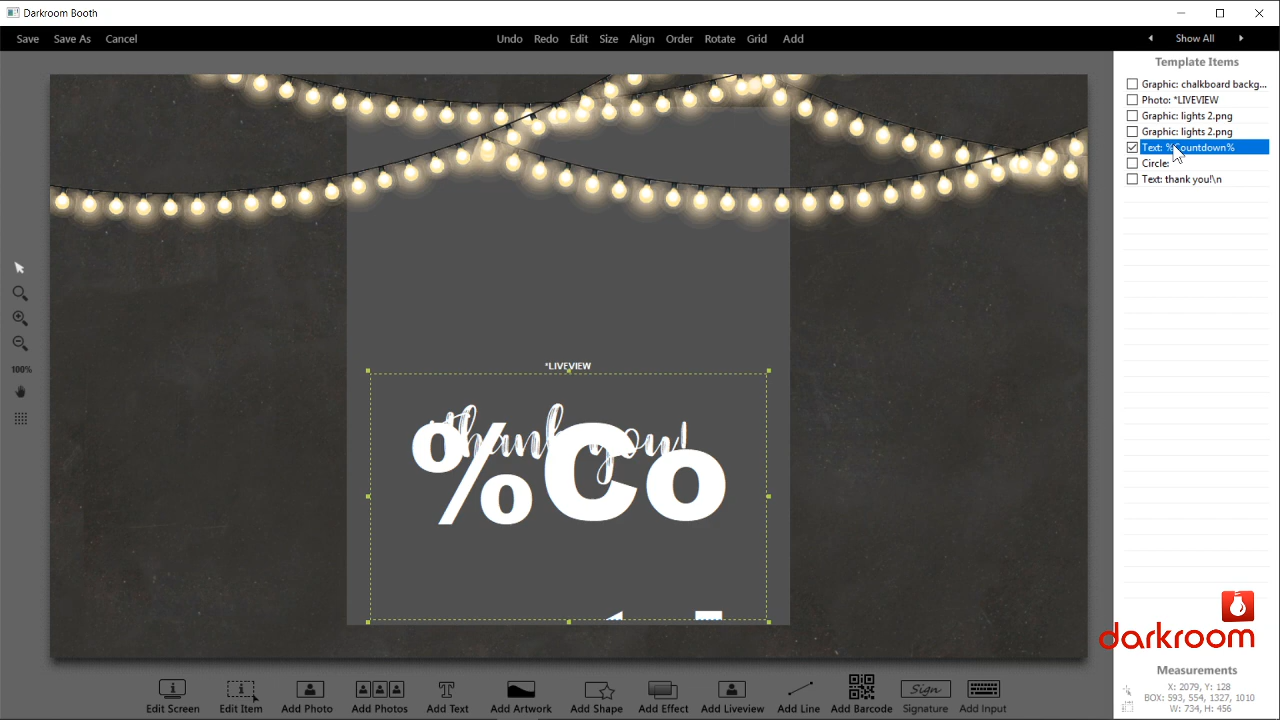 Darkroom Booth
Save Save As Cancel Undo Redo Edit Size Align Order Rotate Grid Add Show All
Template Items
Graphic: chalkboard backg...
Photo: *LIVEVIEW
Graphic: lights 2.png
Graphic: lights 2.png
Text: %Countdown%
Circle:
Text: thank you!\n
100%
*LIVEVIEW
thank you!
%Co
darkroom
Measurements
X: 2079, Y: 128
BOX: 593, 554, 1327, 1010
W: 734, H: 456
Edit Screen Edit Item Add Photo Add Photos Add Text Add Artwork Add Shape Add Effect Add Liveview Add Line Add Barcode Sign Signature Add Input